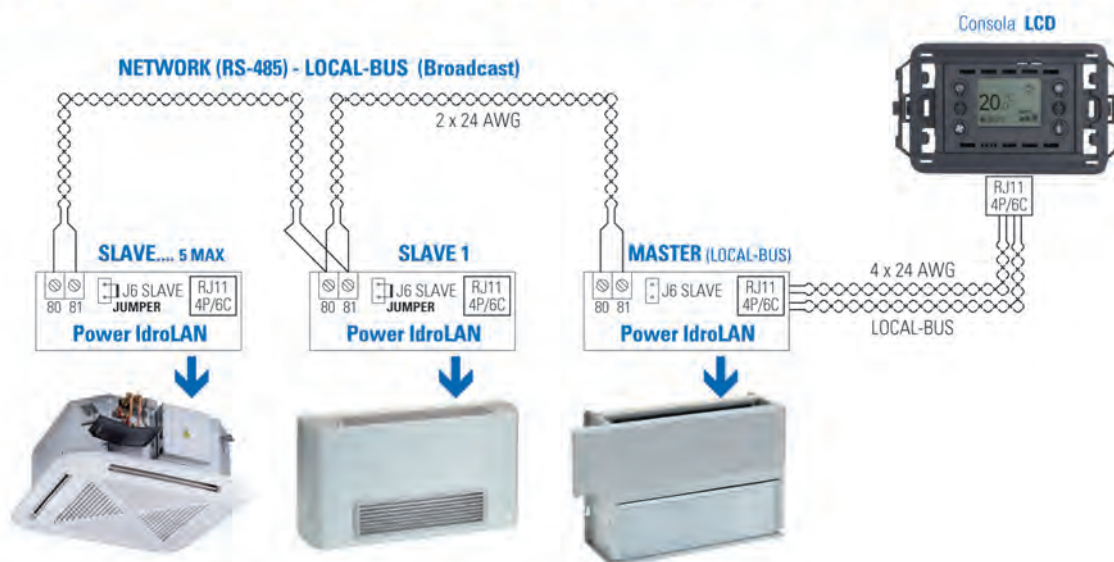 Consola LCD
NETWORK (RS-485) - LOCAL-BUS (Broadcast)
2 x 24 AWG
20.
RJ11
4P/6C
SLAVE.... 5 MAX
SLAVE 1
MASTER (LOCAL-BUS)
80 81
J6 SLAVE
JUMPER
RJ11
4P/6C
Power IdroLAN
80 81
J6 SLAVE
JUMPER
RJ11
4P/6C
Power IdroLAN
80 81
J6 SLAVE
RJ11
4P/6C
Power IdroLAN
4 x 24 AWG
LOCAL-BUS